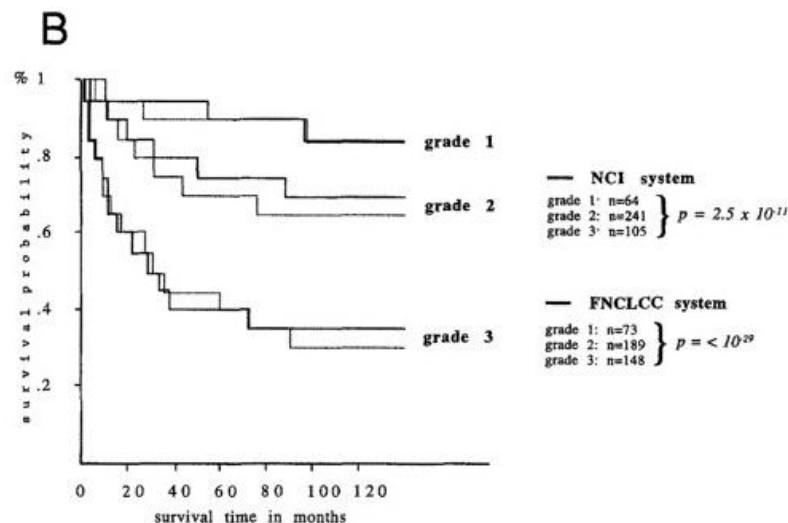 B
% 1
.8
.6
.4
.2
survival probability
0 20 40 60 80 100 120
survival time in months
grade 1
grade 2
grade 3
NCI system
grade 1· n=64
grade 2: n=241
grade 3· n=105
p = 2.5 x 10-11
FNCLCC system
grade 1: n=73
grade 2: n=189
grade 3: n=148
p = < 10-29